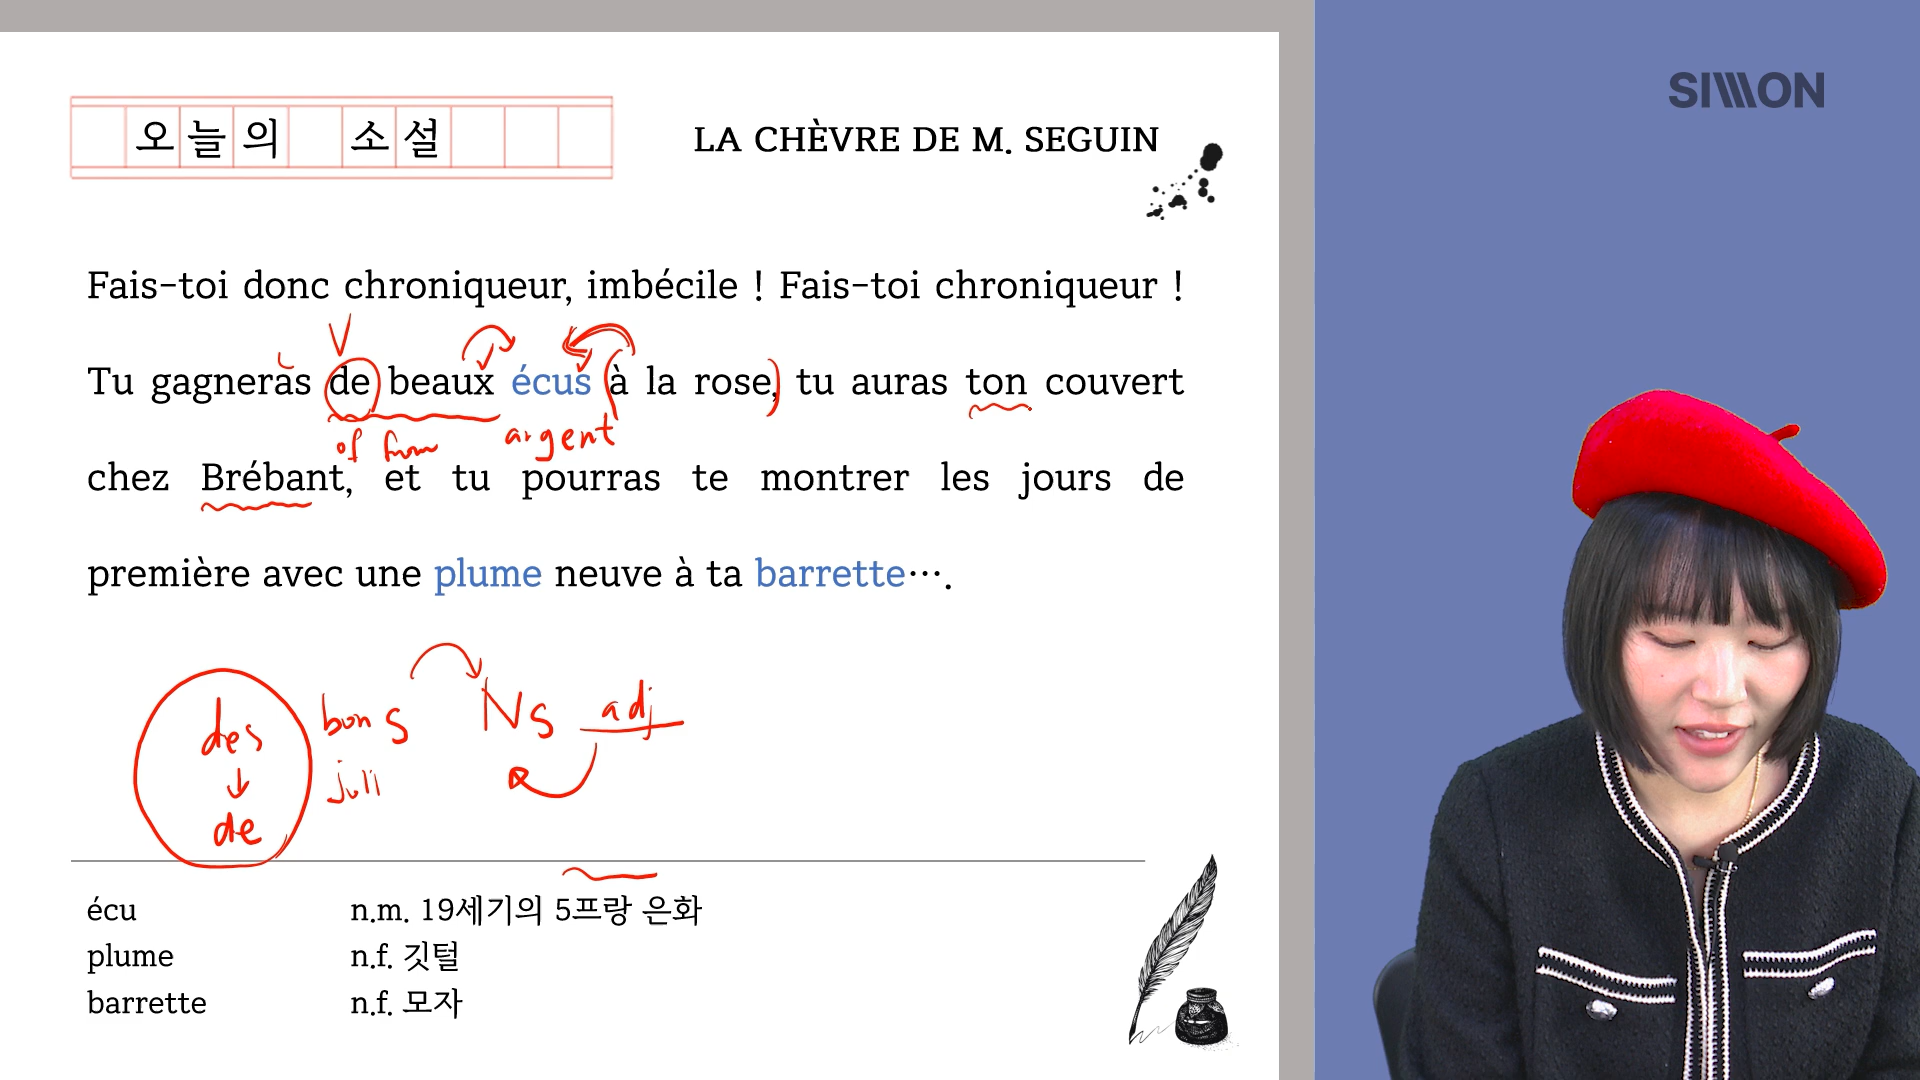 SIMON
오늘의 소설
LA CHÈVRE DE M. SEGUIN
Fais-toi donc chroniqueur, imbécile ! Fais-toi chroniqueur !
Tu gagneras de beaux écus à la rose, tu auras ton couvert
of from argent
chez Brébant, et tu pourras te montrer les jours de
première avec une plume neuve à ta barrette….
des bons Ns adj
joli
de
écu n.m. 19세기의 5프랑 은화
plume n.f. 깃털
barrette n.f. 모자